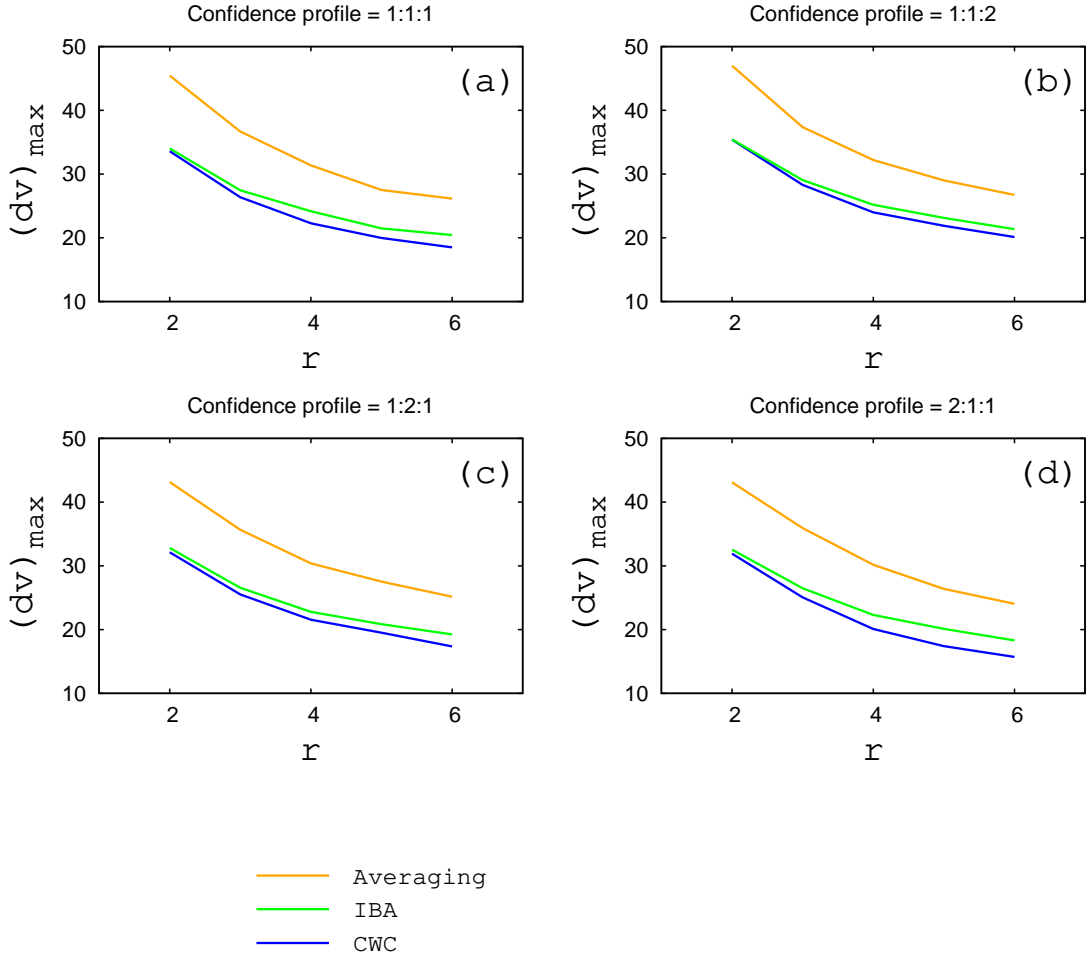 Confidence profile = 1:1:1
50
40
30
20
10
(dv)max
(a)
2 4 6
r
Confidence profile = 1:1:2
50
40
30
20
10
(dv)max
(b)
2 4 6
r
Confidence profile = 1:2:1
50
40
30
20
10
(dv)max
(c)
2 4 6
r
Confidence profile = 2:1:1
50
40
30
20
10
(dv)max
(d)
2 4 6
r
Averaging
IBA
CWC